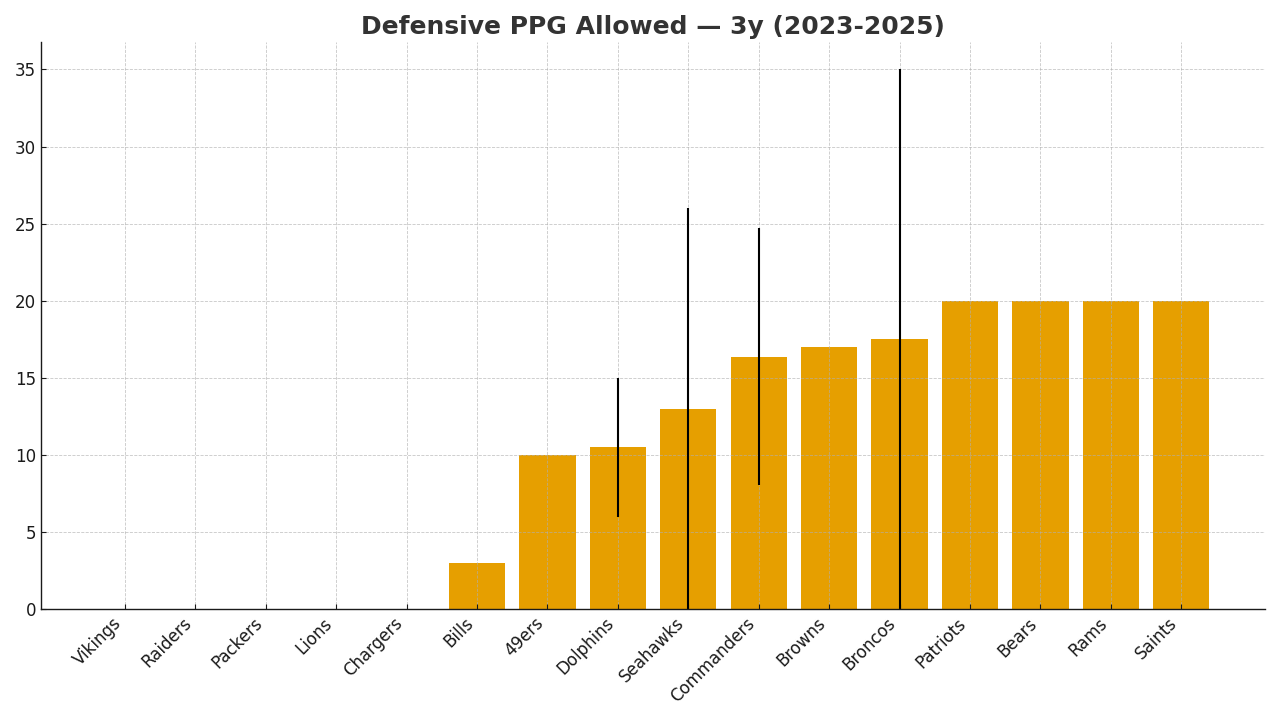 Defensive PPG Allowed — 3y (2023-2025)
35
30
25
20
15
10
5
0
Vikings
Raiders
Packers
Lions
Chargers
Bills
49ers
Dolphins
Seahawks
Commanders
Browns
Broncos
Patriots
Bears
Rams
Saints